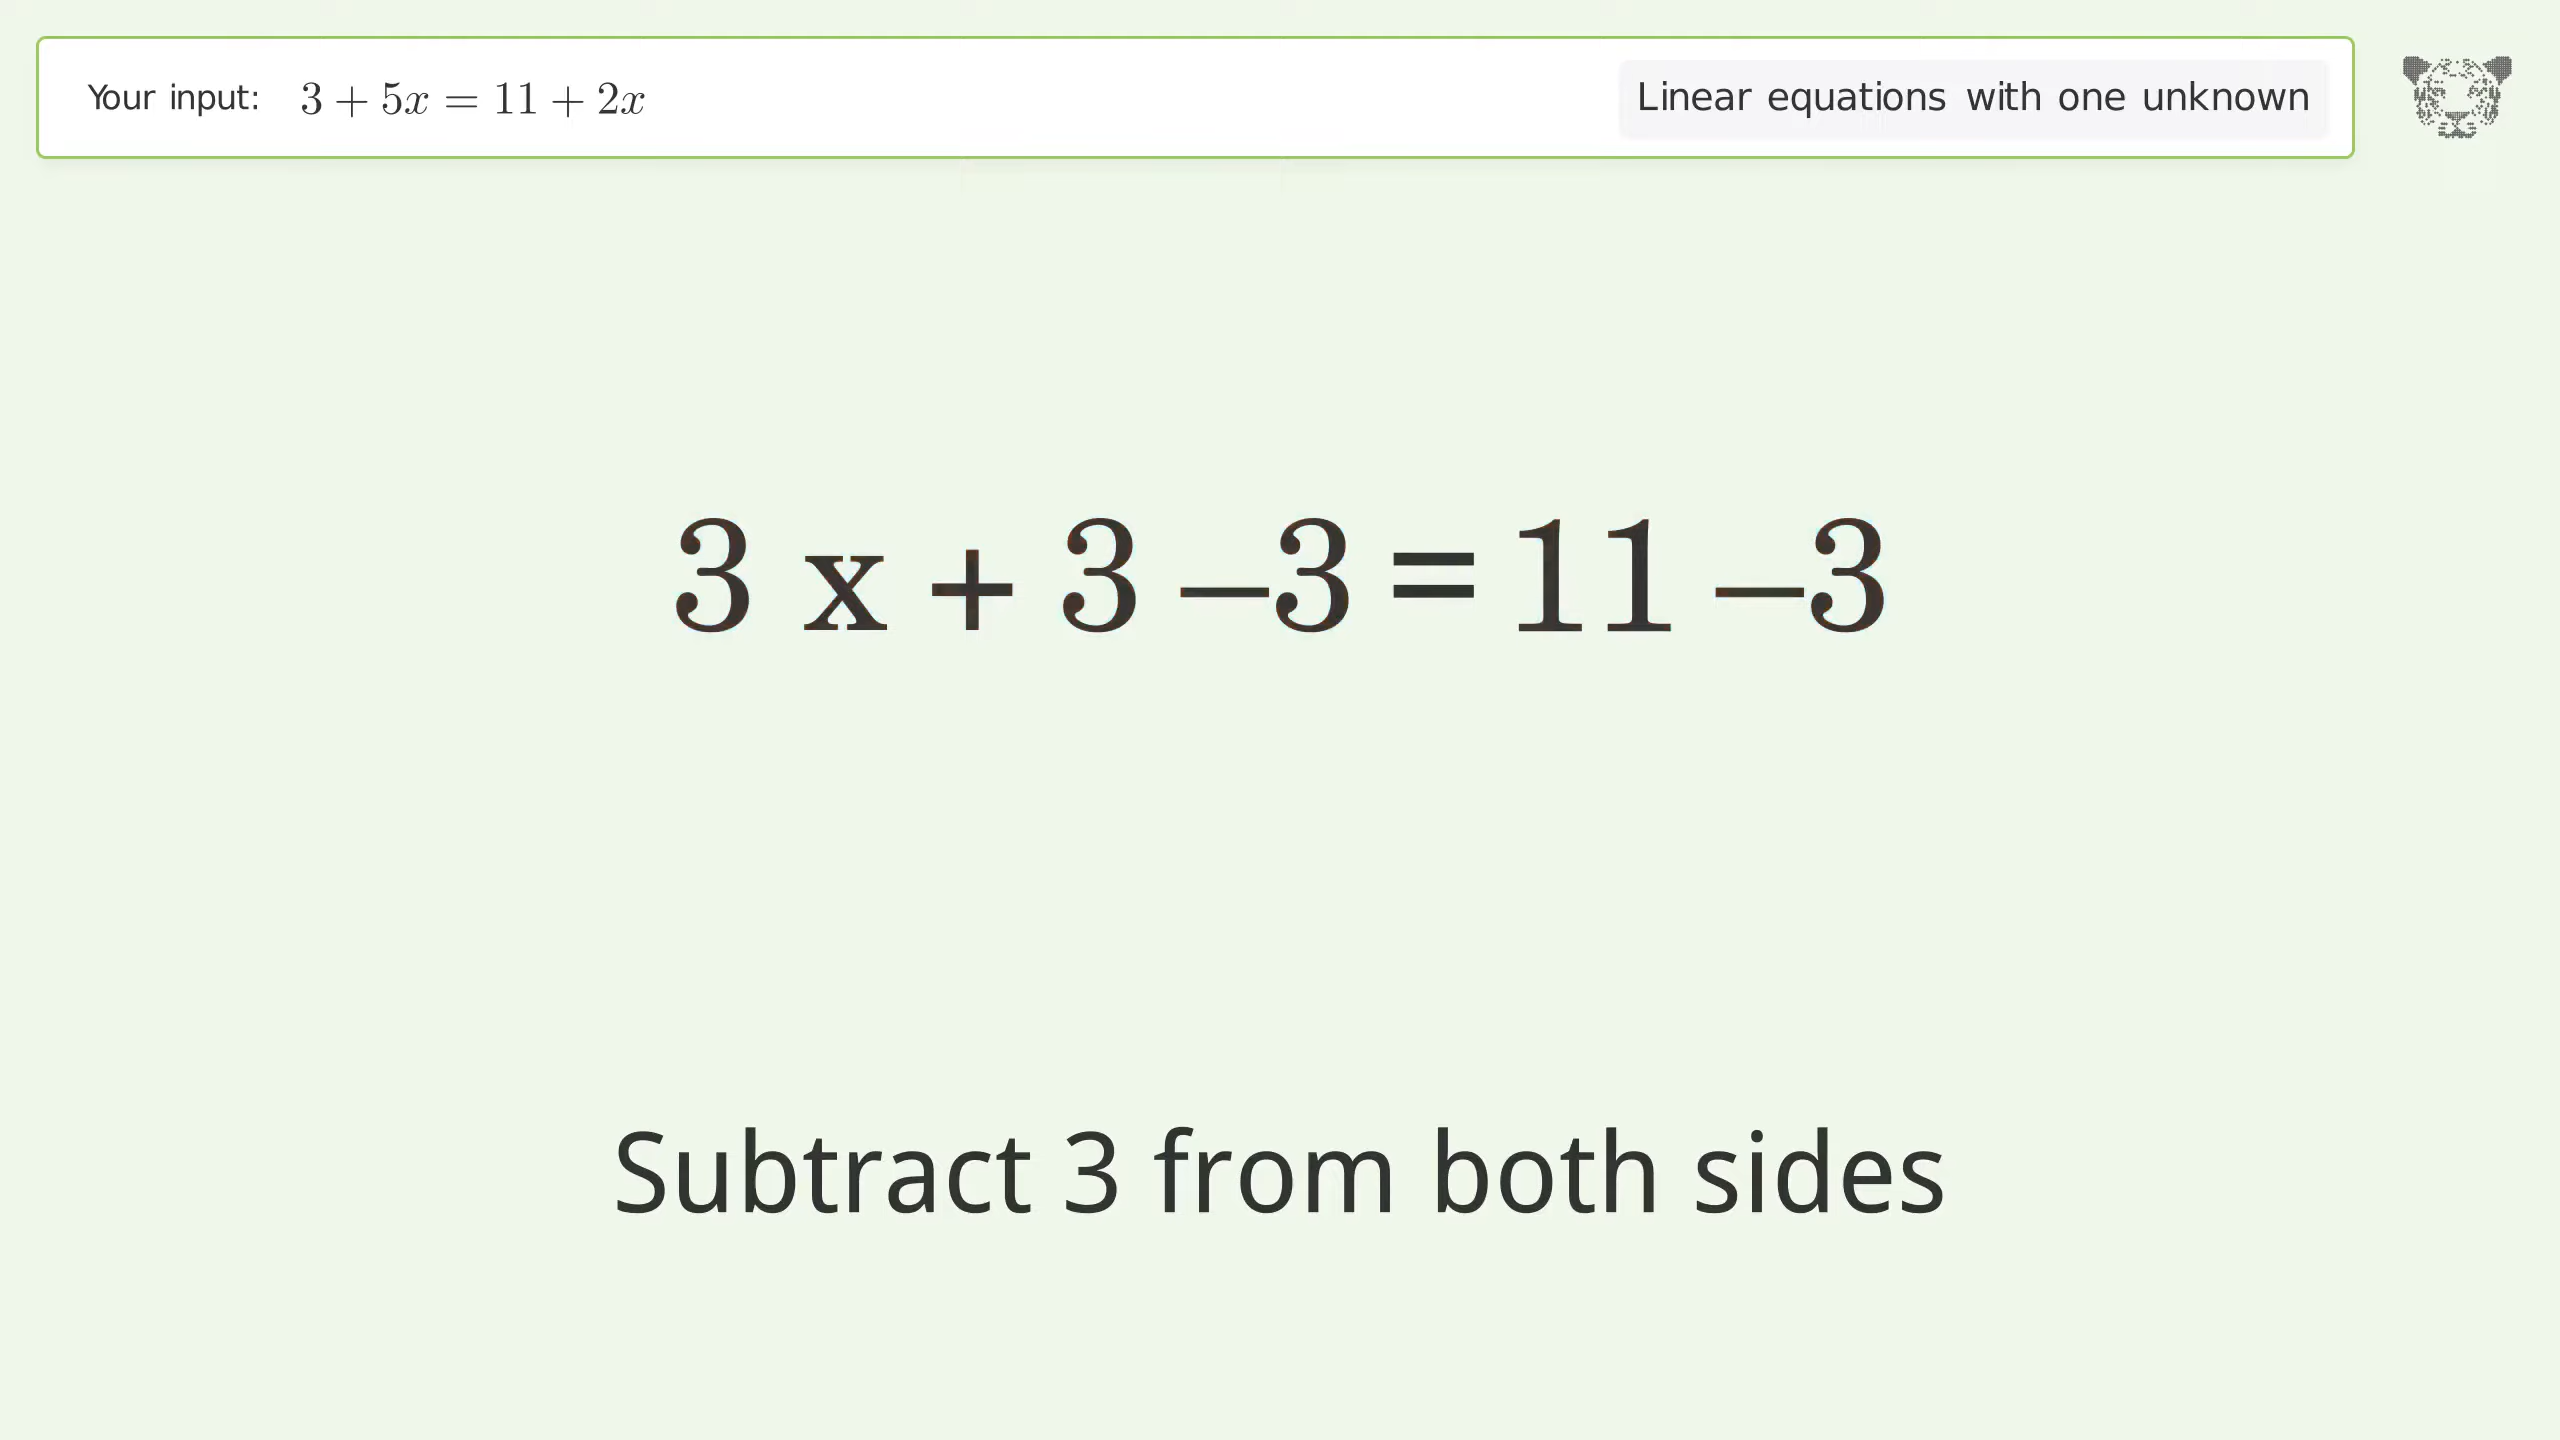 Your input: 3 + 5x = 11 + 2x
Linear equations with one unknown
3 x + 3 –3 = 11 –3
Subtract 3 from both sides